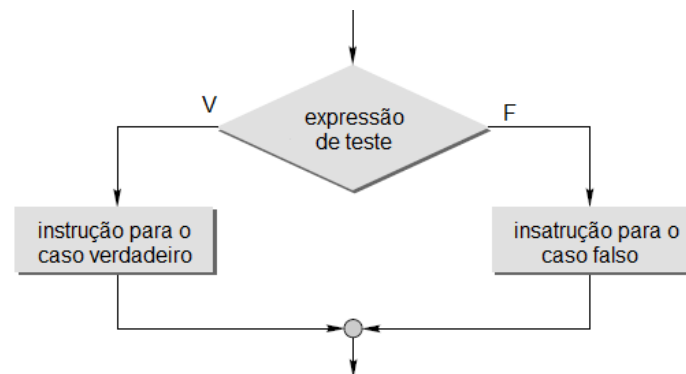 V
expressão
de teste
F
instrução para o
caso verdadeiro
insatrução para o
caso falso